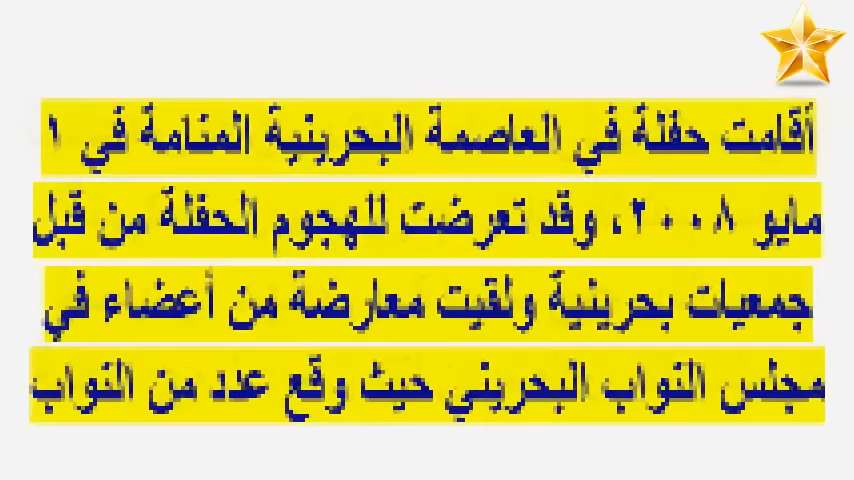 أقامت حفلة في العاصمة البحرينية المنامة في ١
مايو ٢٠٠٨، وقد تعرضت للهجوم الحفلة من قبل
جمعيات بحرينية ولقيت معارضة من أعضاء في
مجلس النواب البحريني حيث وقع عدد من النواب